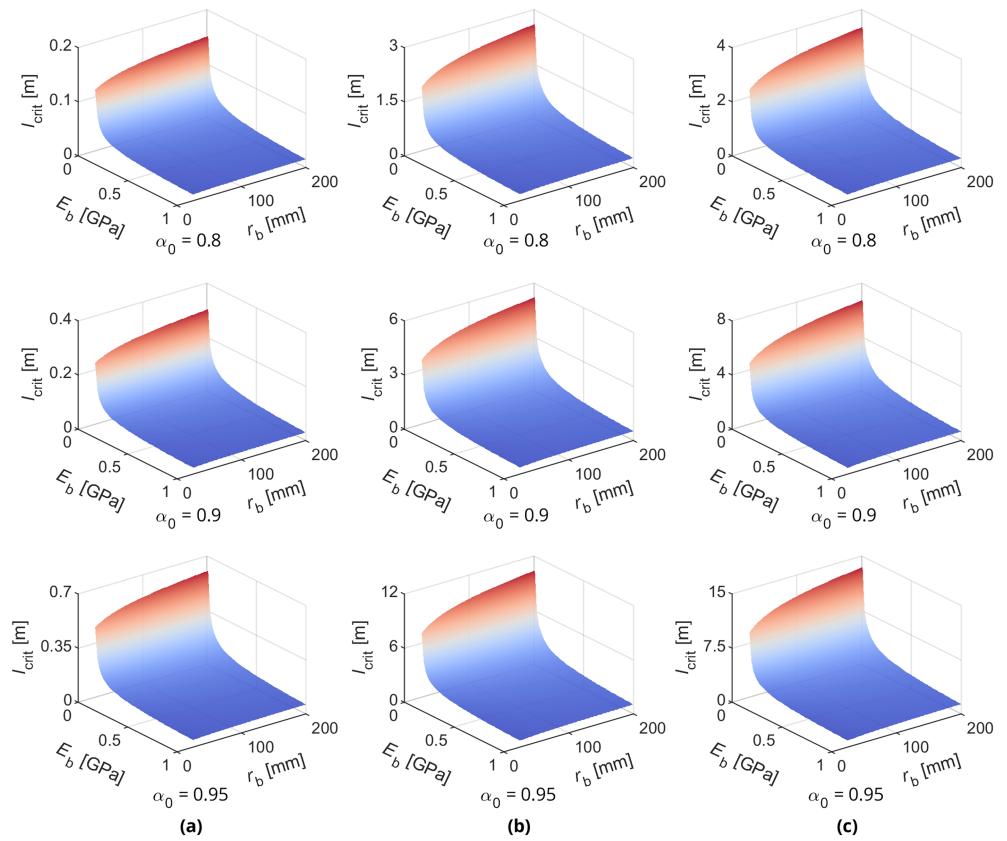 0.2
0.1
0
0
0.5
1
0
100
200
l_crit [m]
E_b [GPa]
r_b [mm]
α_0 = 0.8
3
1.5
0
0
0.5
1
0
100
200
l_crit [m]
E_b [GPa]
r_b [mm]
α_0 = 0.8
4
2
0
0
0.5
1
0
100
200
l_crit [m]
E_b [GPa]
r_b [mm]
α_0 = 0.8
0.4
0.2
0
0
0.5
1
0
100
200
l_crit [m]
E_b [GPa]
r_b [mm]
α_0 = 0.9
6
3
0
0
0.5
1
0
100
200
l_crit [m]
E_b [GPa]
r_b [mm]
α_0 = 0.9
8
4
0
0
0.5
1
0
100
200
l_crit [m]
E_b [GPa]
r_b [mm]
α_0 = 0.9
0.7
0.35
0
0
0.5
1
0
100
200
l_crit [m]
E_b [GPa]
r_b [mm]
α_0 = 0.95
(a)
12
6
0
0
0.5
1
0
100
200
l_crit [m]
E_b [GPa]
r_b [mm]
α_0 = 0.95
(b)
15
7.5
0
0
0.5
1
0
100
200
l_crit [m]
E_b [GPa]
r_b [mm]
α_0 = 0.95
(c)